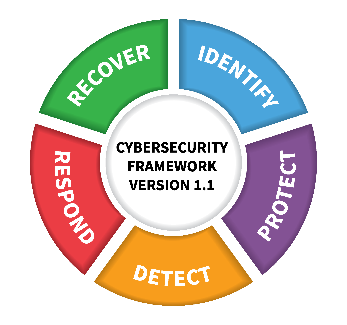 RECOVER
IDENTIFY
PROTECT
DETECT
RESPOND
CYBERSECURITY
FRAMEWORK
VERSION 1.1